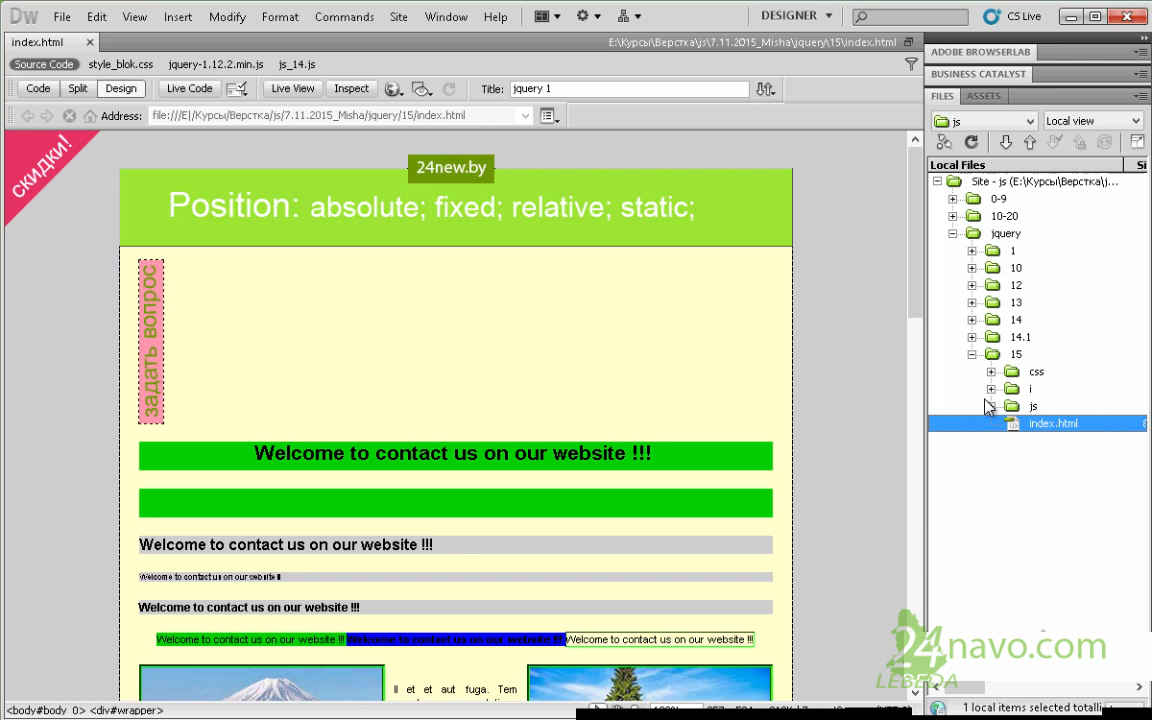 Dw File Edit View Insert Modify Format Commands Site Window Help DESIGNER CS Live
index.html E:\Курсы\Верстка\js\7.11.2015_Misha\jquery\15\index.html
Source Code style_blok.css jquery-1.12.2.min.js js_14.js
Code Split Design Live Code Live View Inspect Title: jquery 1
Address: file:///E|/Курсы/Верстка/js/7.11.2015_Misha/jquery/15/index.html
СКИДКИ!
24new.by
Position: absolute; fixed; relative; static;
задать вопрос
Welcome to contact us on our website !!!
Welcome to contact us on our website !!!
Welcome to contact us on our website !!!
Welcome to contact us on our website !!!
Welcome to contact us on our website !!! Welcome to contact us on our website !!! Welcome to contact us on our website !!!
Il et et aut fuga. Tem
<body#body 0> <div#wrapper>
ADOBE BROWSERLAB
BUSINESS CATALYST
FILES ASSETS
js Local view
Local Files Si
Site - js (E:\Курсы\Верстка\j...
0-9
10-20
jquery
1
10
12
13
14
14.1
15
css
i
js
index.html
24navo.com
LEBEDA
1 local items selected totalli